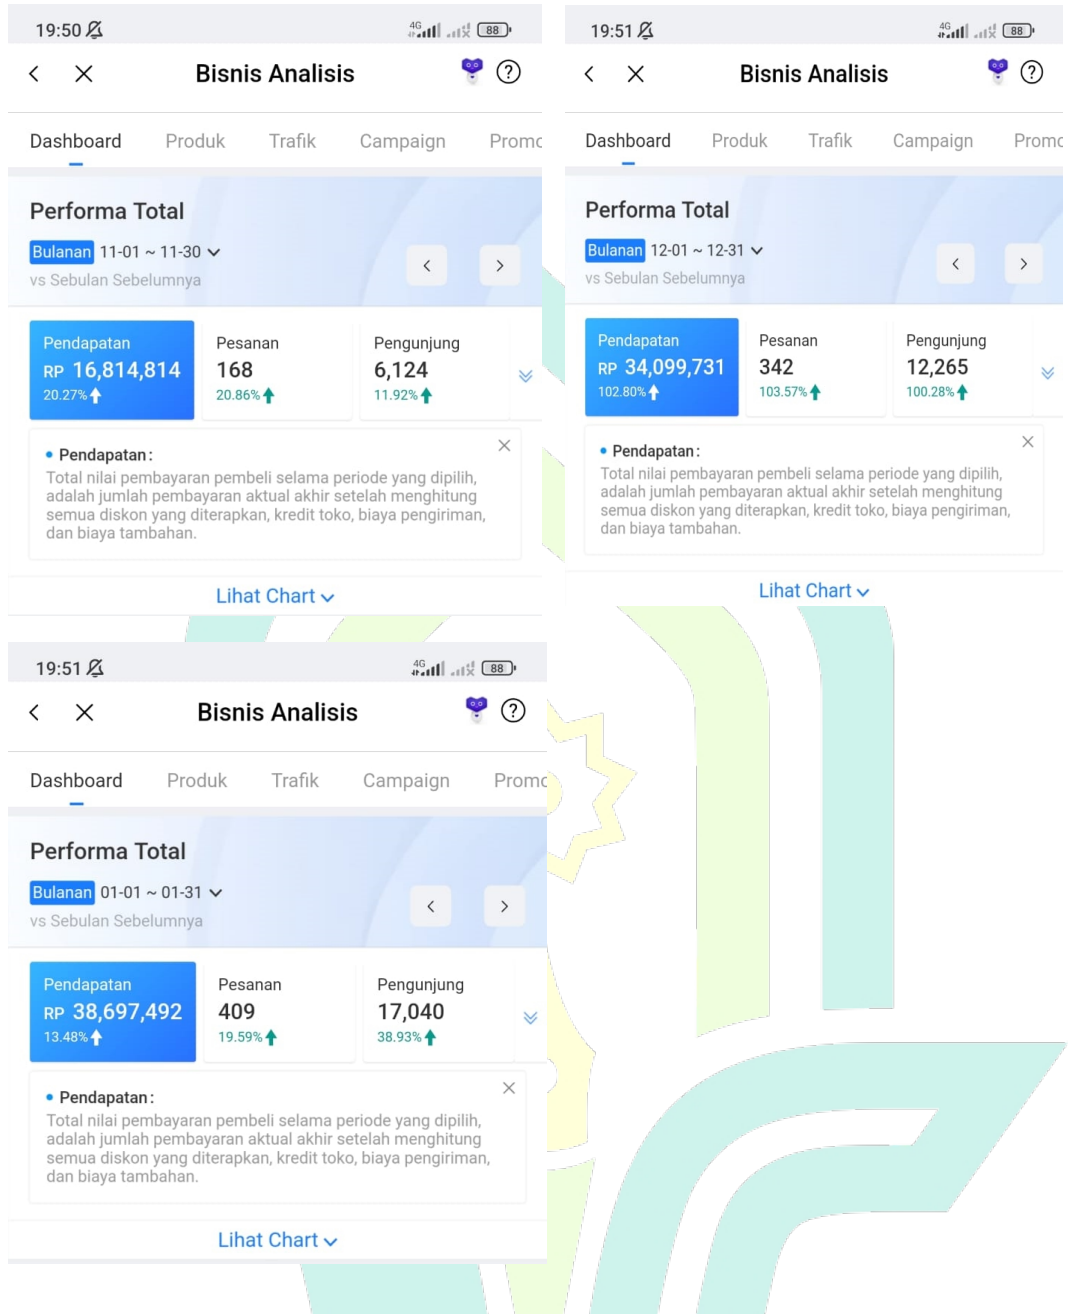 19:50
4G
88
Bisnis Analisis
Dashboard Produk Trafik Campaign Promo
Performa Total
Bulanan 11-01 ~ 11-30
vs Sebulan Sebelumnya
Pendapatan Pesanan Pengunjung
RP 16,814,814 168 6,124
20.27% 20.86% 11.92%
Pendapatan:
Total nilai pembayaran pembeli selama periode yang dipilih,
adalah jumlah pembayaran aktual akhir setelah menghitung
semua diskon yang diterapkan, kredit toko, biaya pengiriman,
dan biaya tambahan.
Lihat Chart
19:51
4G
88
Bisnis Analisis
Dashboard Produk Trafik Campaign Promo
Performa Total
Bulanan 12-01 ~ 12-31
vs Sebulan Sebelumnya
Pendapatan Pesanan Pengunjung
RP 34,099,731 342 12,265
102.80% 103.57% 100.28%
Pendapatan:
Total nilai pembayaran pembeli selama periode yang dipilih,
adalah jumlah pembayaran aktual akhir setelah menghitung
semua diskon yang diterapkan, kredit toko, biaya pengiriman,
dan biaya tambahan.
Lihat Chart
19:51
4G
88
Bisnis Analisis
Dashboard Produk Trafik Campaign Promo
Performa Total
Bulanan 01-01 ~ 01-31
vs Sebulan Sebelumnya
Pendapatan Pesanan Pengunjung
RP 38,697,492 409 17,040
13.48% 19.59% 38.93%
Pendapatan:
Total nilai pembayaran pembeli selama periode yang dipilih,
adalah jumlah pembayaran aktual akhir setelah menghitung
semua diskon yang diterapkan, kredit toko, biaya pengiriman,
dan biaya tambahan.
Lihat Chart